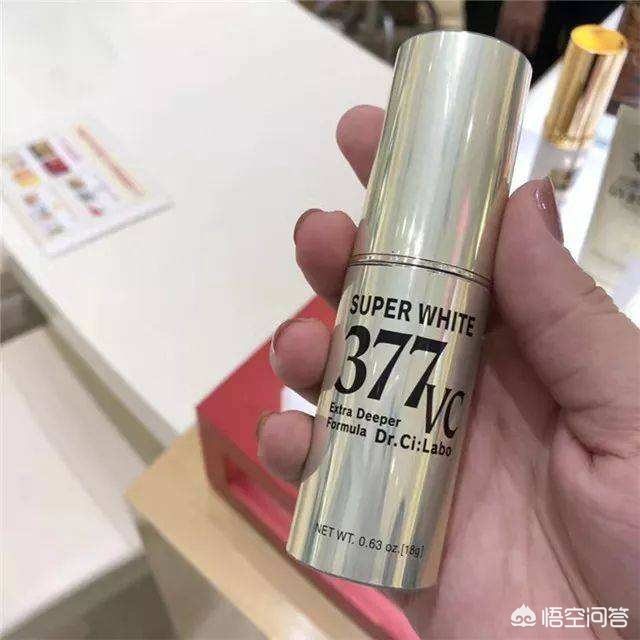 SUPER WHITE
377VC
Extra Deeper
Formula Dr.Ci:Labo
NET WT. 0.63 oz.[18g]
悟空问答